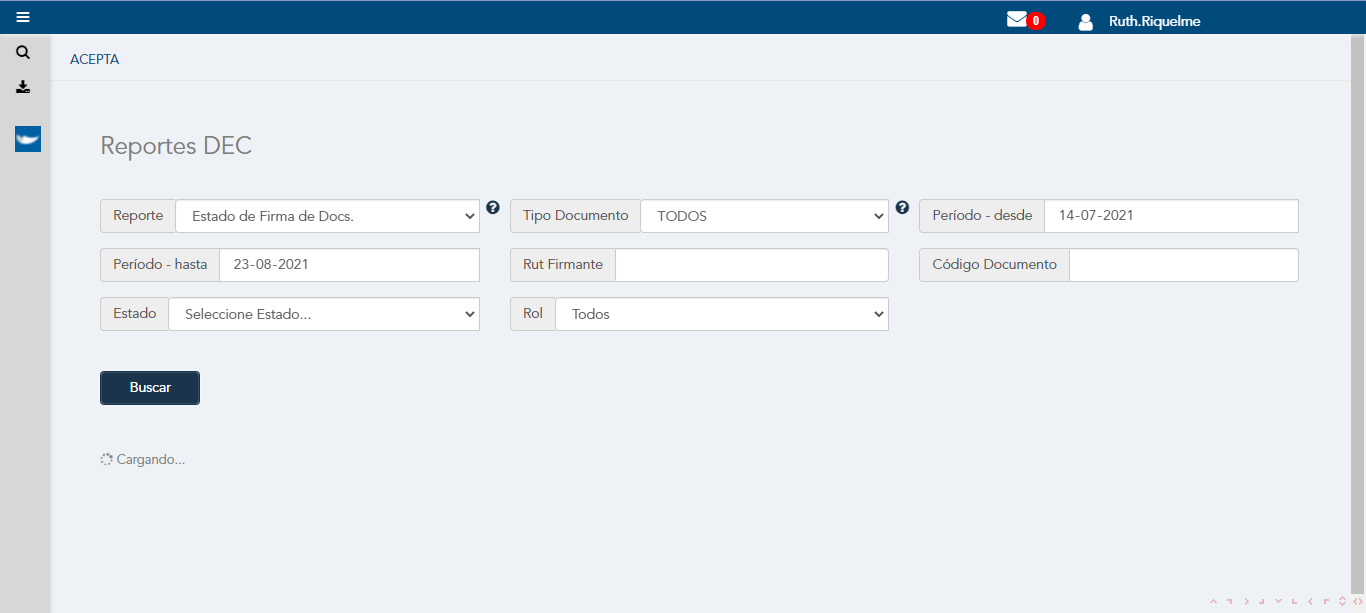 0 Ruth.Riquelme
ACEPTA
Reportes DEC
Reporte Estado de Firma de Docs. ? Tipo Documento TODOS ? Período - desde 14-07-2021
Período - hasta 23-08-2021 Rut Firmante Código Documento
Estado Seleccione Estado... Rol Todos
Buscar
Cargando...